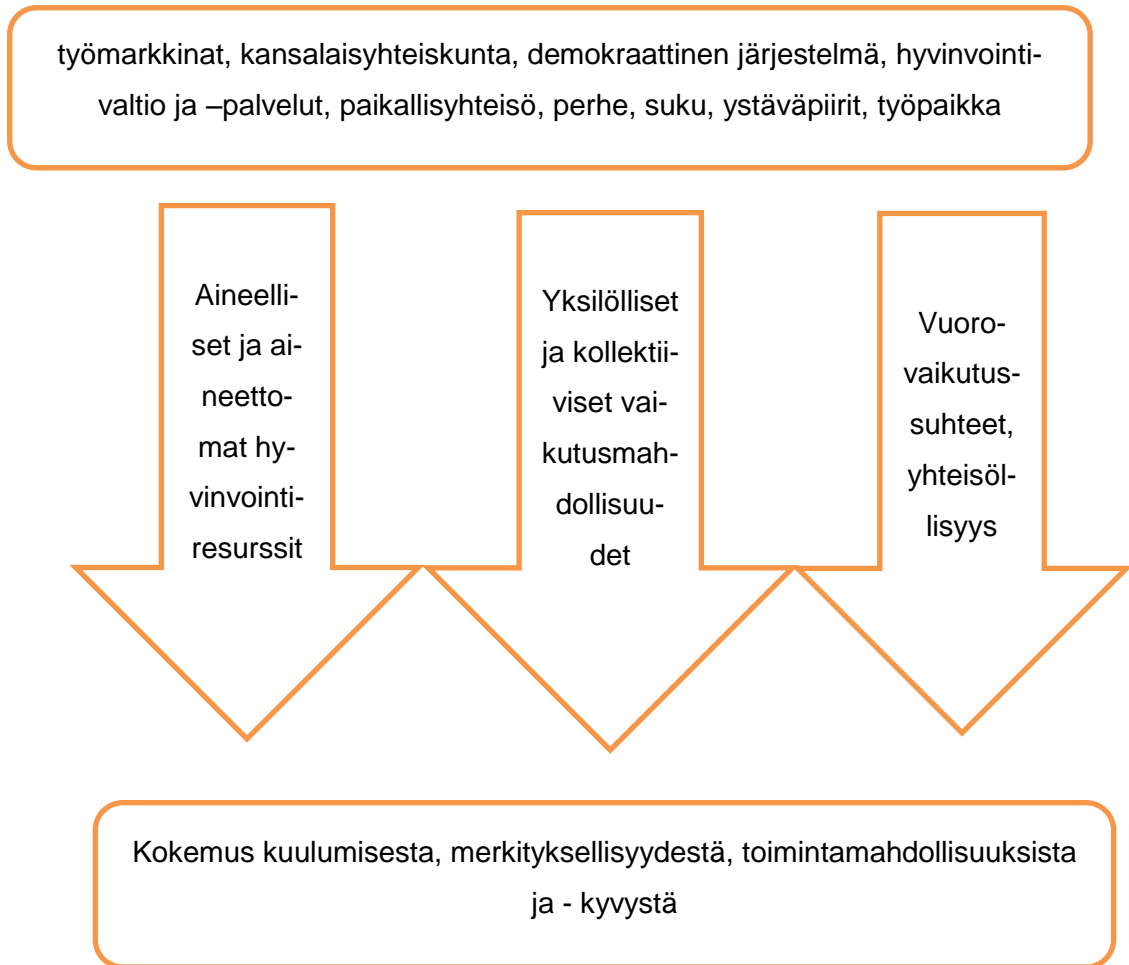 työmarkkinat, kansalaisyhteiskunta, demokraattinen järjestelmä, hyvinvointi-
valtio ja –palvelut, paikallisyhteisö, perhe, suku, ystäväpiirit, työpaikka
Aineelli-
set ja ai-
neetto-
mat hy-
vinvointi-
resurssit
Yksilölliset
ja kollektii-
viset vai-
kutusmah-
dollisuu-
det
Vuoro-
vaikutus-
suhteet,
yhteisöl-
lisyys
Kokemus kuulumisesta, merkityksellisyydestä, toimintamahdollisuuksista
ja - kyvystä